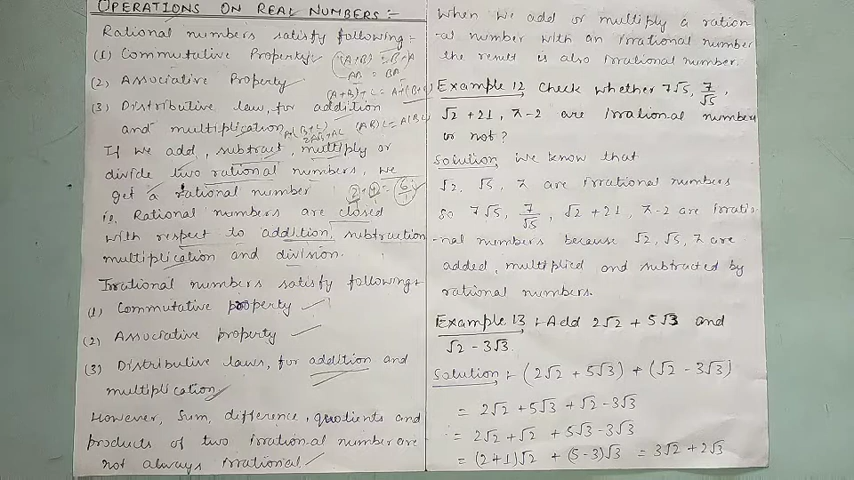 OPERATIONS ON REAL NUMBERS :-
Rational numbers satisfy following :-
(1) Commutative Property (A+B) = B+A
AB = BA
(2) Associative Property
(A+B)+C = A+(B+C)
(3) Distributive law, for addition
and multiplication A+(B+C) (AB)C = A(BC)
If we add, subtract, multiply or
divide two rational numbers, we
get a rational number
ie. Rational numbers are closed
with respect to addition, subtraction
multiplication and division.
Irrational numbers satisfy following
(1) Commutative property
(2) Associative property
(3) Distributive laws, for addition and
multiplication
However, Sum, difference, quotients and
products of two irrational number are
not always irrational
When we add or multiply a ration
-al number with an irrational number
the result is also irrational number.
Example 12 Check whether 7√5, 7/√5,
√2 + 21, π-2 are irrational numbers
or not?
Solution, we know that
√2, √5, π are irrational numbers
So 7√5, 7/√5, √2 + 21, π-2 are irratio
-nal numbers because √2, √5, π are
added, multiplied and subtracted by
rational numbers.
Example 13 :- Add 2√2 + 5√3 and
√2 - 3√3.
Solution :- (2√2 + 5√3) + (√2 - 3√3)
= 2√2 + 5√3 + √2 - 3√3
= 2√2 + √2 + 5√3 - 3√3
= (2+1)√2 + (5-3)√3 = 3√2 + 2√3